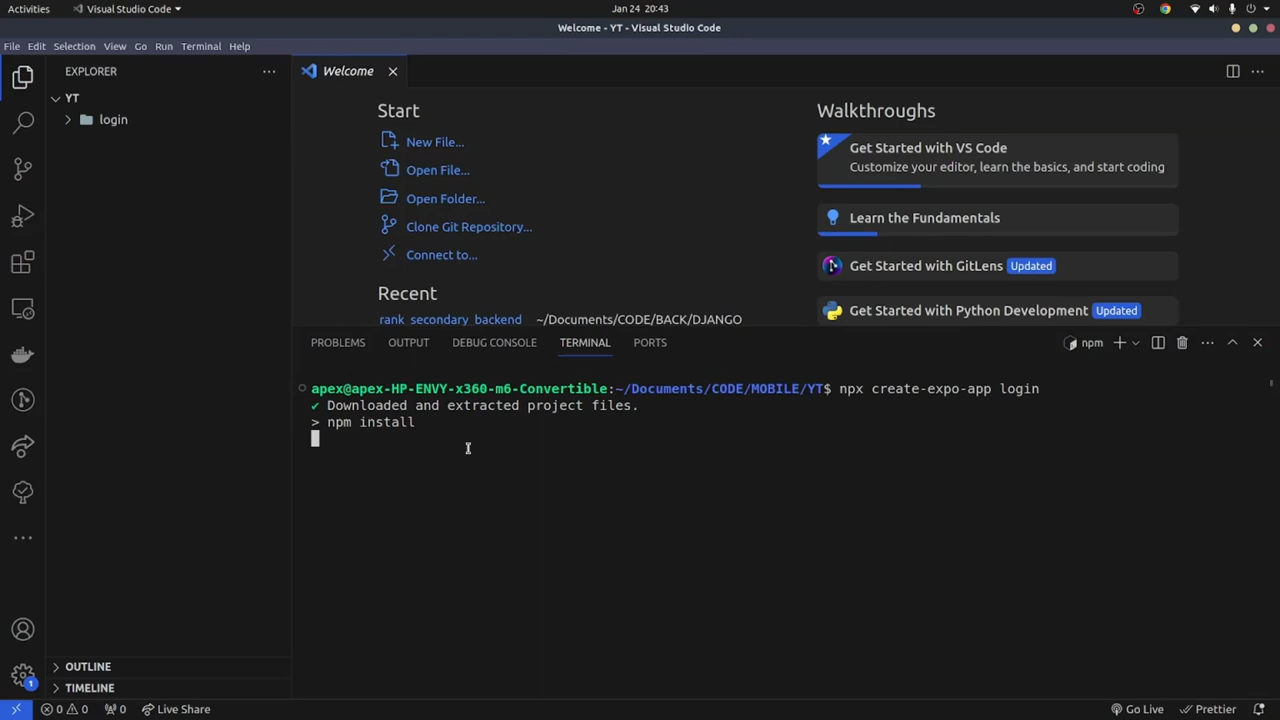 Activities
Visual Studio Code
Jan 24 20:43
Welcome - YT - Visual Studio Code
File Edit Selection View Go Run Terminal Help
EXPLORER
YT
login
Welcome
Start
New File...
Open File...
Open Folder...
Clone Git Repository...
Connect to...
Recent
rank_secondary_backend ~/Documents/CODE/BACK/DJANGO
Walkthroughs
Get Started with VS Code
Customize your editor, learn the basics, and start coding
Learn the Fundamentals
Get Started with GitLens Updated
Get Started with Python Development Updated
PROBLEMS OUTPUT DEBUG CONSOLE TERMINAL PORTS
npm
apex@apex-HP-ENVY-x360-m6-Convertible:~/Documents/CODE/MOBILE/YT$ npx create-expo-app login
✔ Downloaded and extracted project files.
> npm install
OUTLINE
TIMELINE
1
0 0 0 Live Share
Go Live Prettier